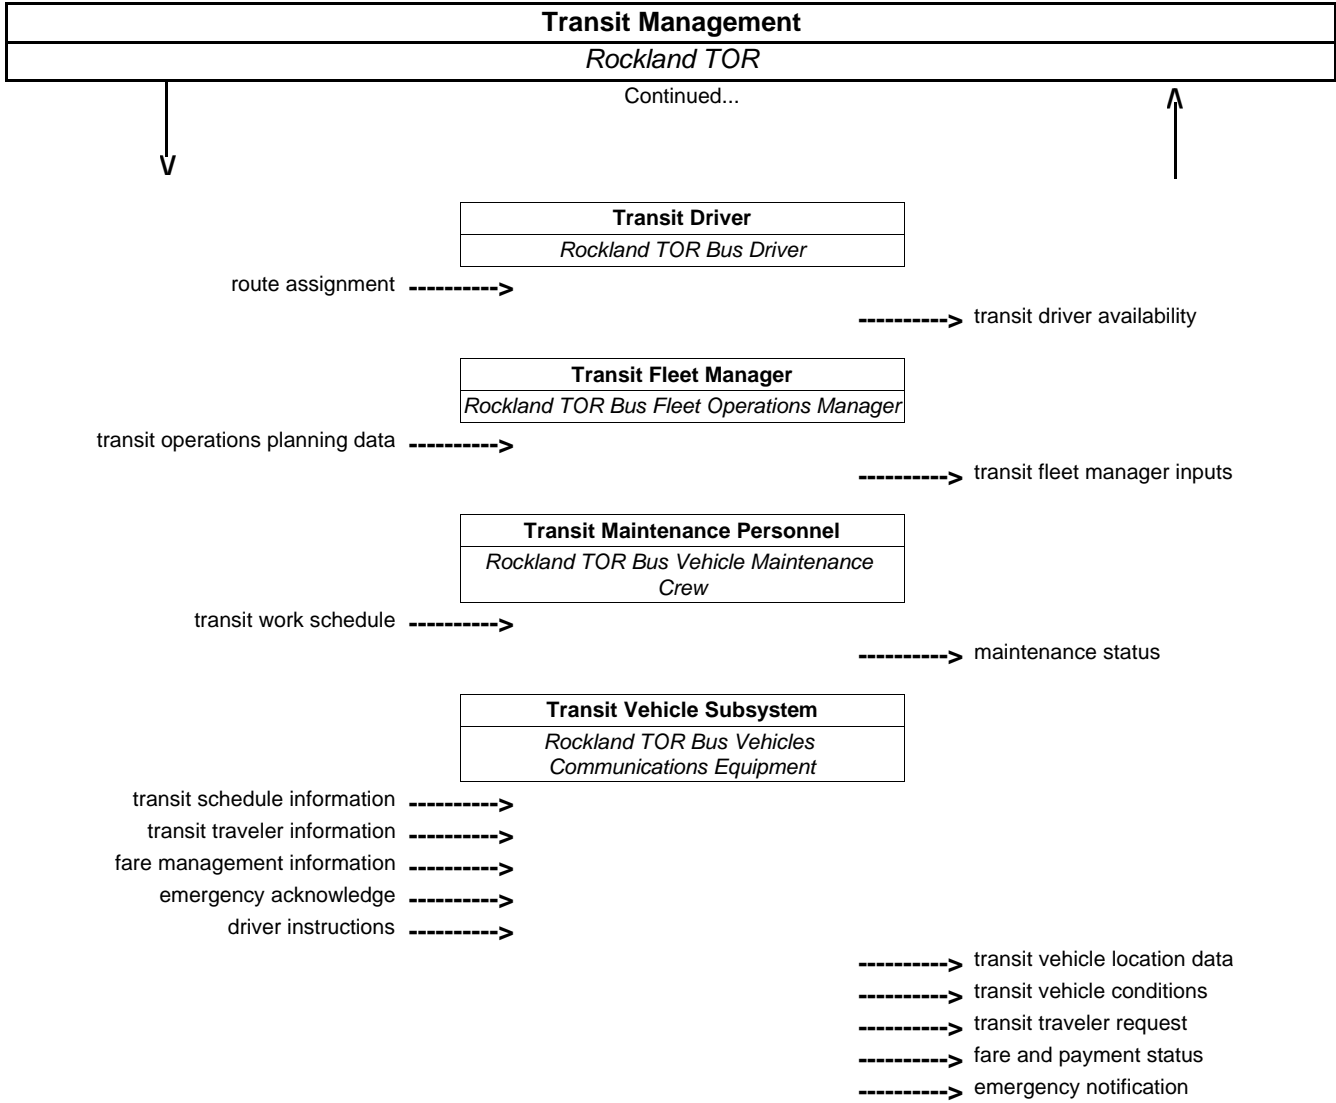 Transit Management
Rockland TOR
Continued...
Transit Driver
Rockland TOR Bus Driver
route assignment
transit driver availability
Transit Fleet Manager
Rockland TOR Bus Fleet Operations Manager
transit operations planning data
transit fleet manager inputs
Transit Maintenance Personnel
Rockland TOR Bus Vehicle Maintenance
Crew
transit work schedule
maintenance status
Transit Vehicle Subsystem
Rockland TOR Bus Vehicles
Communications Equipment
transit schedule information
transit traveler information
fare management information
emergency acknowledge
driver instructions
transit vehicle location data
transit vehicle conditions
transit traveler request
fare and payment status
emergency notification